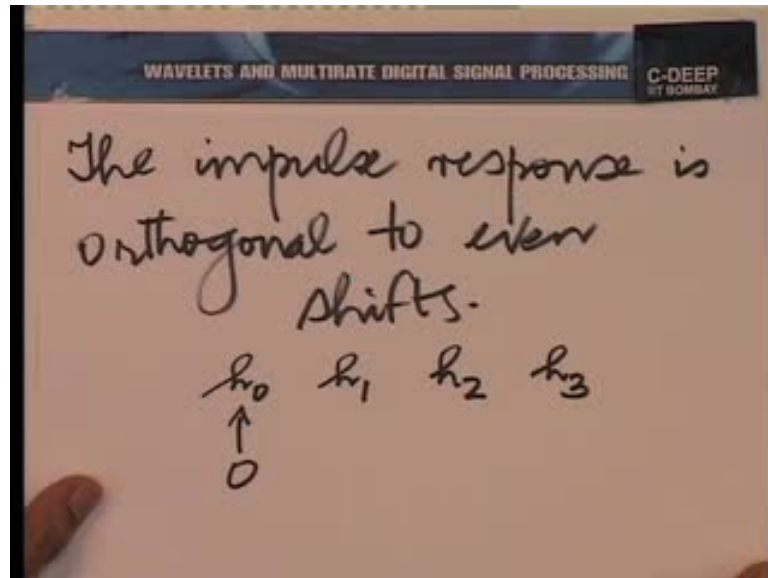 WAVELETS AND MULTIRATE DIGITAL SIGNAL PROCESSING
C-DEEP
IIT BOMBAY
The impulse response is
orthogonal to even
shifts.
h₀ h₁ h₂ h₃
↑
0